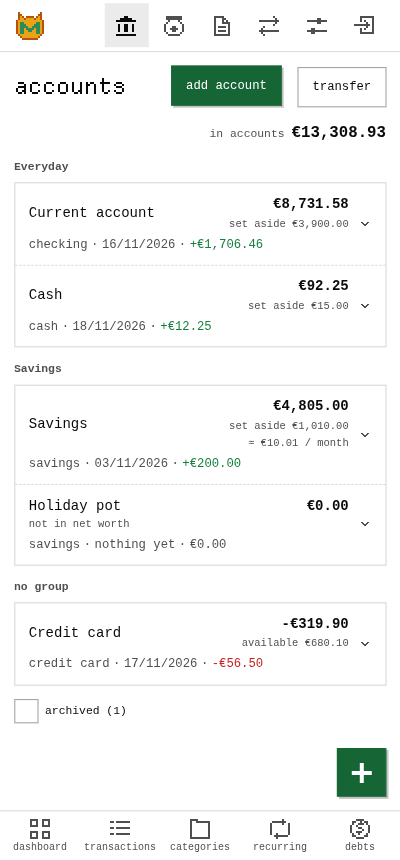 accounts
add account
transfer
in accounts €13,308.93
Everyday
Current account
€8,731.58
set aside €3,900.00
checking · 16/11/2026 · +€1,706.46
Cash
€92.25
set aside €15.00
cash · 18/11/2026 · +€12.25
Savings
Savings
€4,805.00
set aside €1,010.00
≈ €10.01 / month
savings · 03/11/2026 · +€200.00
Holiday pot
€0.00
not in net worth
savings · nothing yet · €0.00
no group
Credit card
-€319.90
available €680.10
credit card · 17/11/2026 · -€56.50
archived (1)
+
dashboard
transactions
categories
recurring
debts